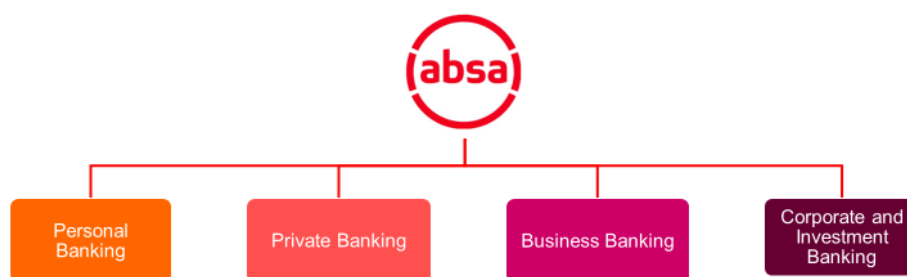 absa
Personal
Banking
Private Banking
Business Banking
Corporate and
Investment
Banking